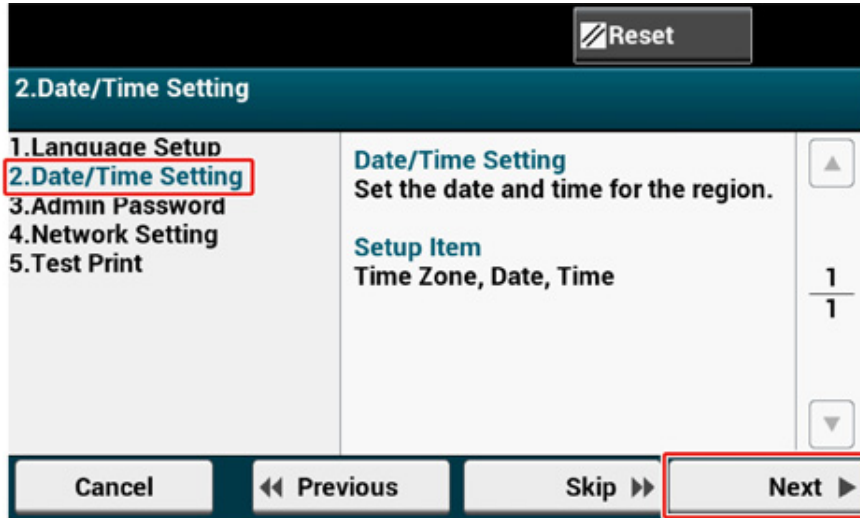 Reset
2.Date/Time Setting
1.Language Setup
2.Date/Time Setting
3.Admin Password
4.Network Setting
5.Test Print
Date/Time Setting
Set the date and time for the region.
Setup Item
Time Zone, Date, Time
1
1
Cancel
Previous
Skip
Next